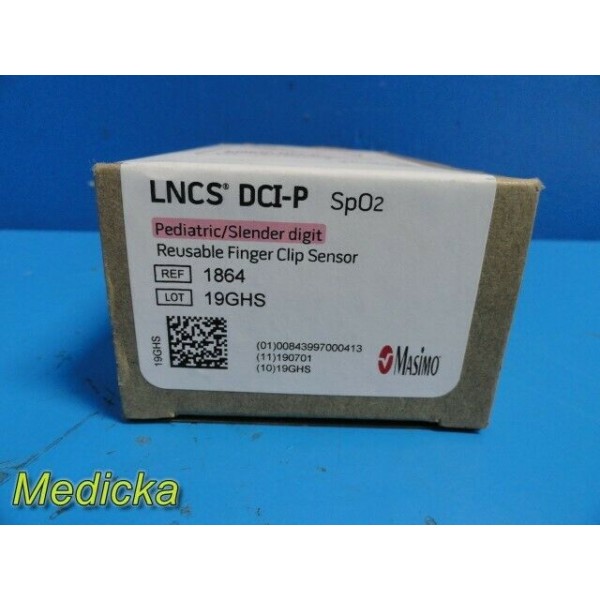 LNCS® DCI-P SpO2
Pediatric/Slender digit
Reusable Finger Clip Sensor
REF 1864
LOT 19GHS
19GHS
(01)00843997000413
(11)190701
(10)19GHS
Masimo
Medicka